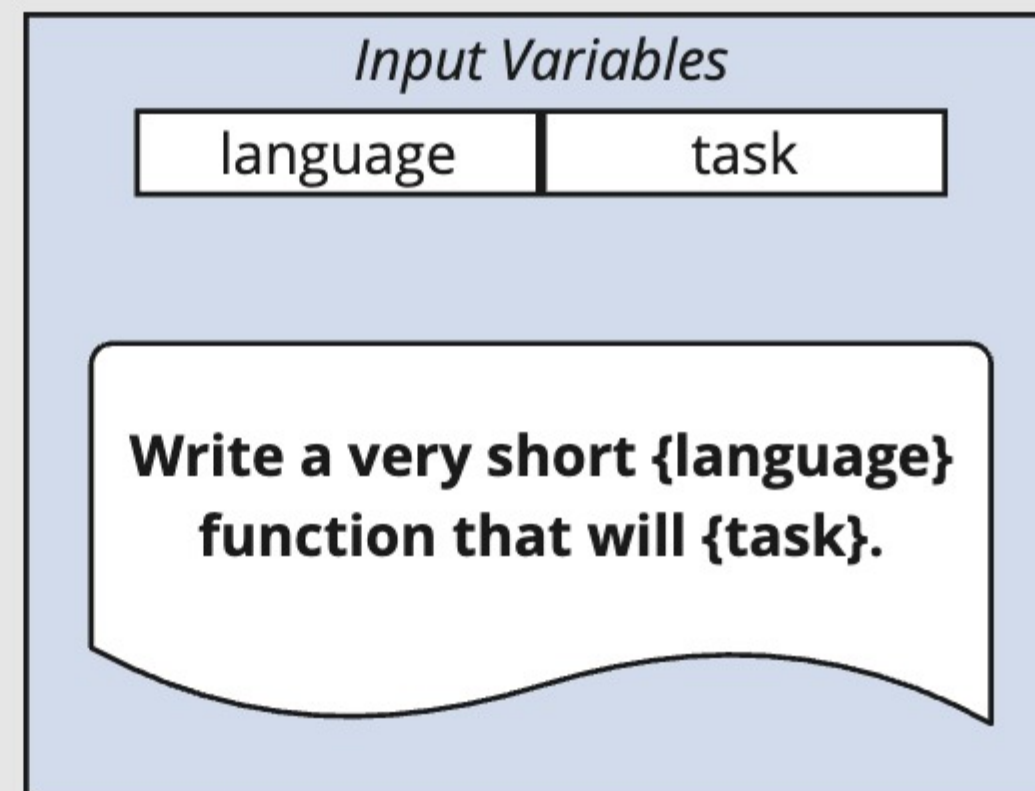 Input Variables
language task
Write a very short {language}
function that will {task}.